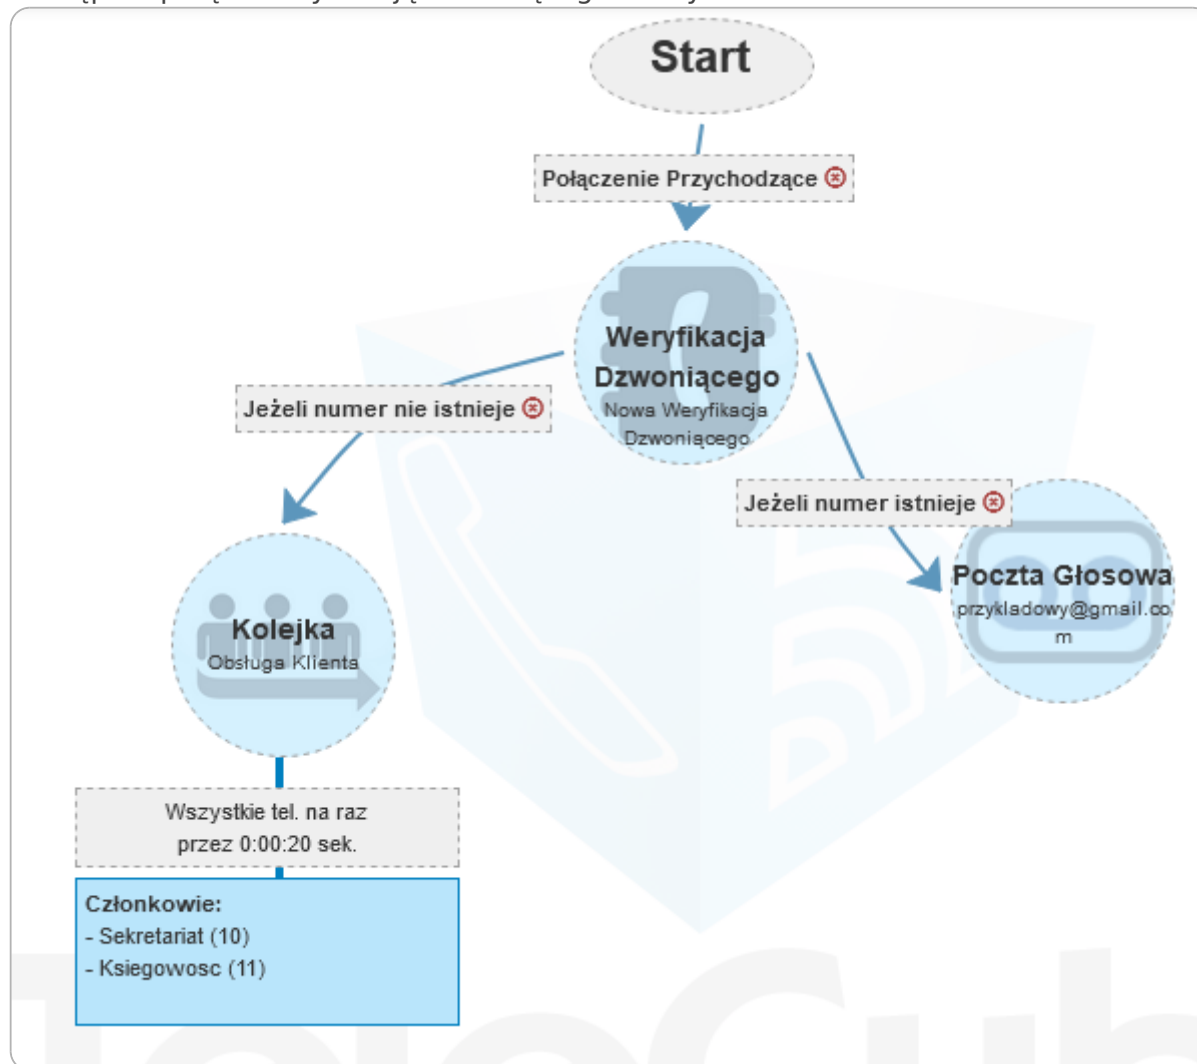 Start
Połączenie Przychodzące
Weryfikacja
Dzwoniącego
Nowa Weryfikacja
Dzwoniącego
Jeżeli numer nie istnieje
Jeżeli numer istnieje
Poczta Głosowa
przykladowy@gmail.co
m
Kolejka
Obsługa Klienta
Wszystkie tel. na raz
przez 0:00:20 sek.
Członkowie:
- Sekretariat (10)
- Ksiegowosc (11)